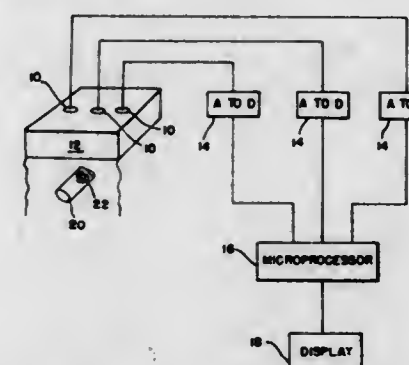 10
A TO D
A TO D
A TO
10
10
10
14
14
14
12
22
20
16
MICROPROCESSOR
18
DISPLAY